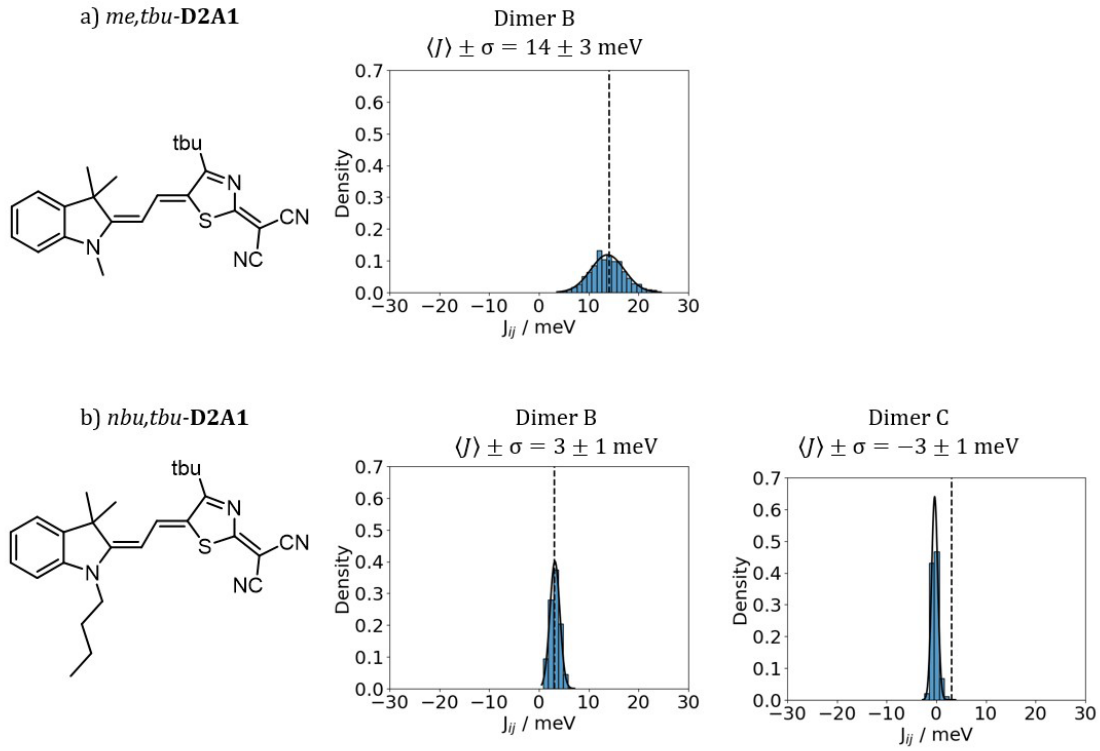 a) me,tbu-D2A1
Dimer B
⟨J⟩ ± σ = 14 ± 3 meV
tbu
N
S
CN
NC
N
0.7
0.6
0.5
0.4
0.3
0.2
0.1
0.0
Density
−30 −20 −10 0 10 20 30
Jij / meV
b) nbu,tbu-D2A1
Dimer B
⟨J⟩ ± σ = 3 ± 1 meV
Dimer C
⟨J⟩ ± σ = −3 ± 1 meV
tbu
N
S
CN
NC
N
0.7
0.6
0.5
0.4
0.3
0.2
0.1
0.0
Density
−30 −20 −10 0 10 20 30
Jij / meV
0.7
0.6
0.5
0.4
0.3
0.2
0.1
0.0
Density
−30 −20 −10 0 10 20 30
Jij / meV